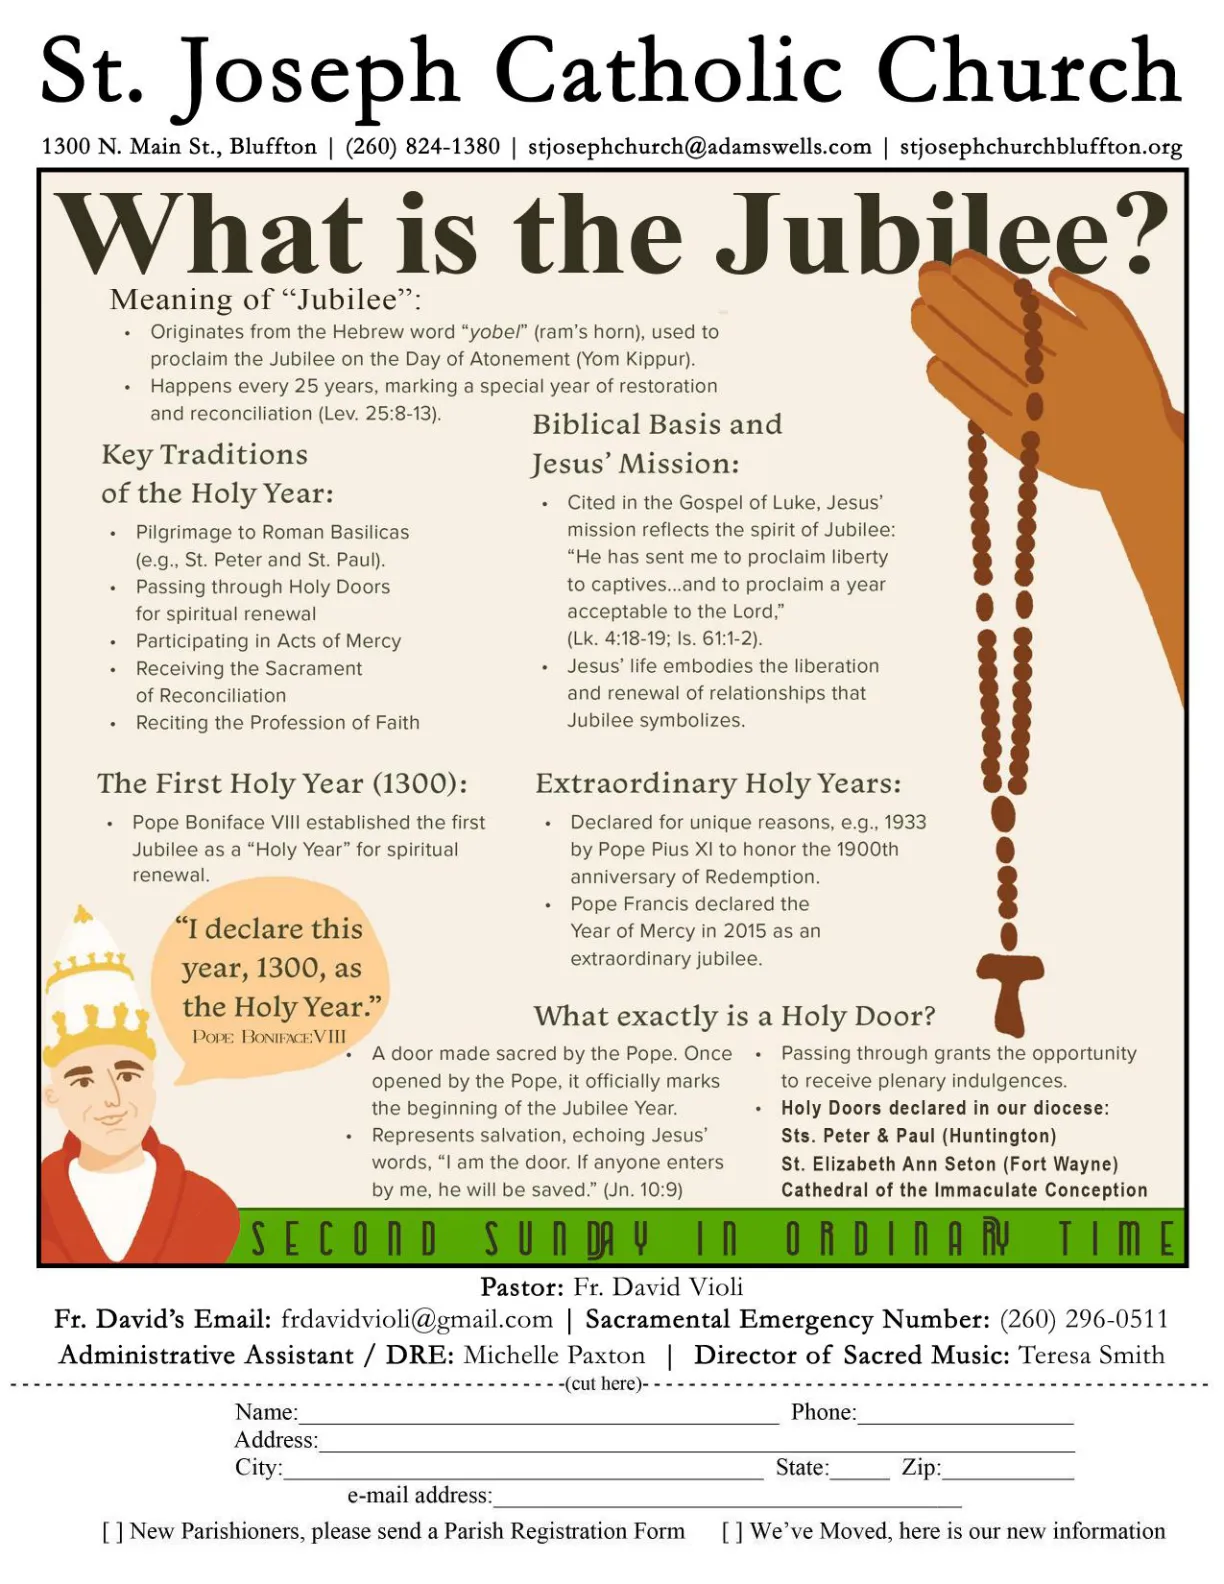 St. Joseph Catholic Church
1300 N. Main St., Bluffton | (260) 824-1380 | stjosephchurch@adamswells.com | stjosephchurchbluffton.org
What is the Jubilee?
Meaning of “Jubilee”:
• Originates from the Hebrew word “yobel” (ram’s horn), used to
proclaim the Jubilee on the Day of Atonement (Yom Kippur).
• Happens every 25 years, marking a special year of restoration
and reconciliation (Lev. 25:8-13).
Key Traditions
of the Holy Year:
• Pilgrimage to Roman Basilicas
(e.g., St. Peter and St. Paul).
• Passing through Holy Doors
for spiritual renewal
• Participating in Acts of Mercy
• Receiving the Sacrament
of Reconciliation
• Reciting the Profession of Faith
Biblical Basis and
Jesus’ Mission:
• Cited in the Gospel of Luke, Jesus’
mission reflects the spirit of Jubilee:
“He has sent me to proclaim liberty
to captives...and to proclaim a year
acceptable to the Lord,”
(Lk. 4:18-19; Is. 61:1-2).
• Jesus’ life embodies the liberation
and renewal of relationships that
Jubilee symbolizes.
The First Holy Year (1300):
• Pope Boniface VIII established the first
Jubilee as a “Holy Year” for spiritual
renewal.
“I declare this
year, 1300, as
the Holy Year.”
Pope Boniface VIII
Extraordinary Holy Years:
• Declared for unique reasons, e.g., 1933
by Pope Pius XI to honor the 1900th
anniversary of Redemption.
• Pope Francis declared the
Year of Mercy in 2015 as an
extraordinary jubilee.
What exactly is a Holy Door?
• A door made sacred by the Pope. Once
opened by the Pope, it officially marks
the beginning of the Jubilee Year.
• Represents salvation, echoing Jesus’
words, “I am the door. If anyone enters
by me, he will be saved.” (Jn. 10:9)
• Passing through grants the opportunity
to receive plenary indulgences.
• Holy Doors declared in our diocese:
Sts. Peter & Paul (Huntington)
St. Elizabeth Ann Seton (Fort Wayne)
Cathedral of the Immaculate Conception
SECOND SUNDAY IN ORDINARY TIME
Pastor: Fr. David Violi
Fr. David’s Email: frdavidvioli@gmail.com | Sacramental Emergency Number: (260) 296-0511
Administrative Assistant / DRE: Michelle Paxton | Director of Sacred Music: Teresa Smith
(cut here)
Name: Phone:
Address:
City: State: Zip:
e-mail address:
[ ] New Parishioners, please send a Parish Registration Form [ ] We’ve Moved, here is our new information